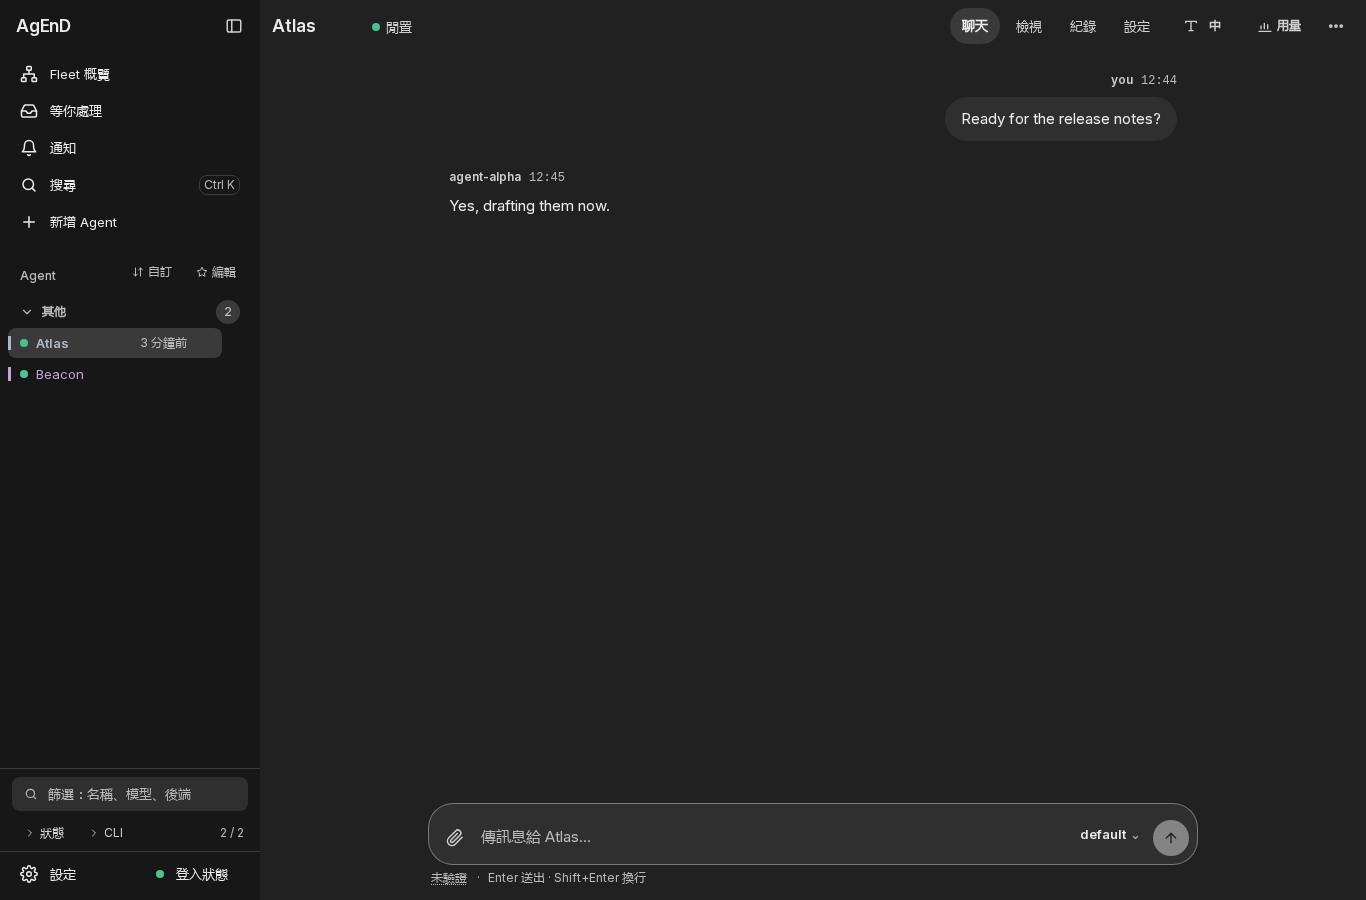 AgEnD
Fleet 概覽
等你處理
通知
搜尋 Ctrl K
新增 Agent
Agent 自訂 編輯
其他 2
Atlas 3 分鐘前
Beacon
篩選：名稱、模型、後端
狀態 CLI 2 / 2
設定 登入狀態
Atlas 閒置 聊天 檢視 紀錄 設定 中 用量
you 12:44
Ready for the release notes?
agent-alpha 12:45
Yes, drafting them now.
傳訊息給 Atlas... default
未驗證 · Enter 送出 · Shift+Enter 換行